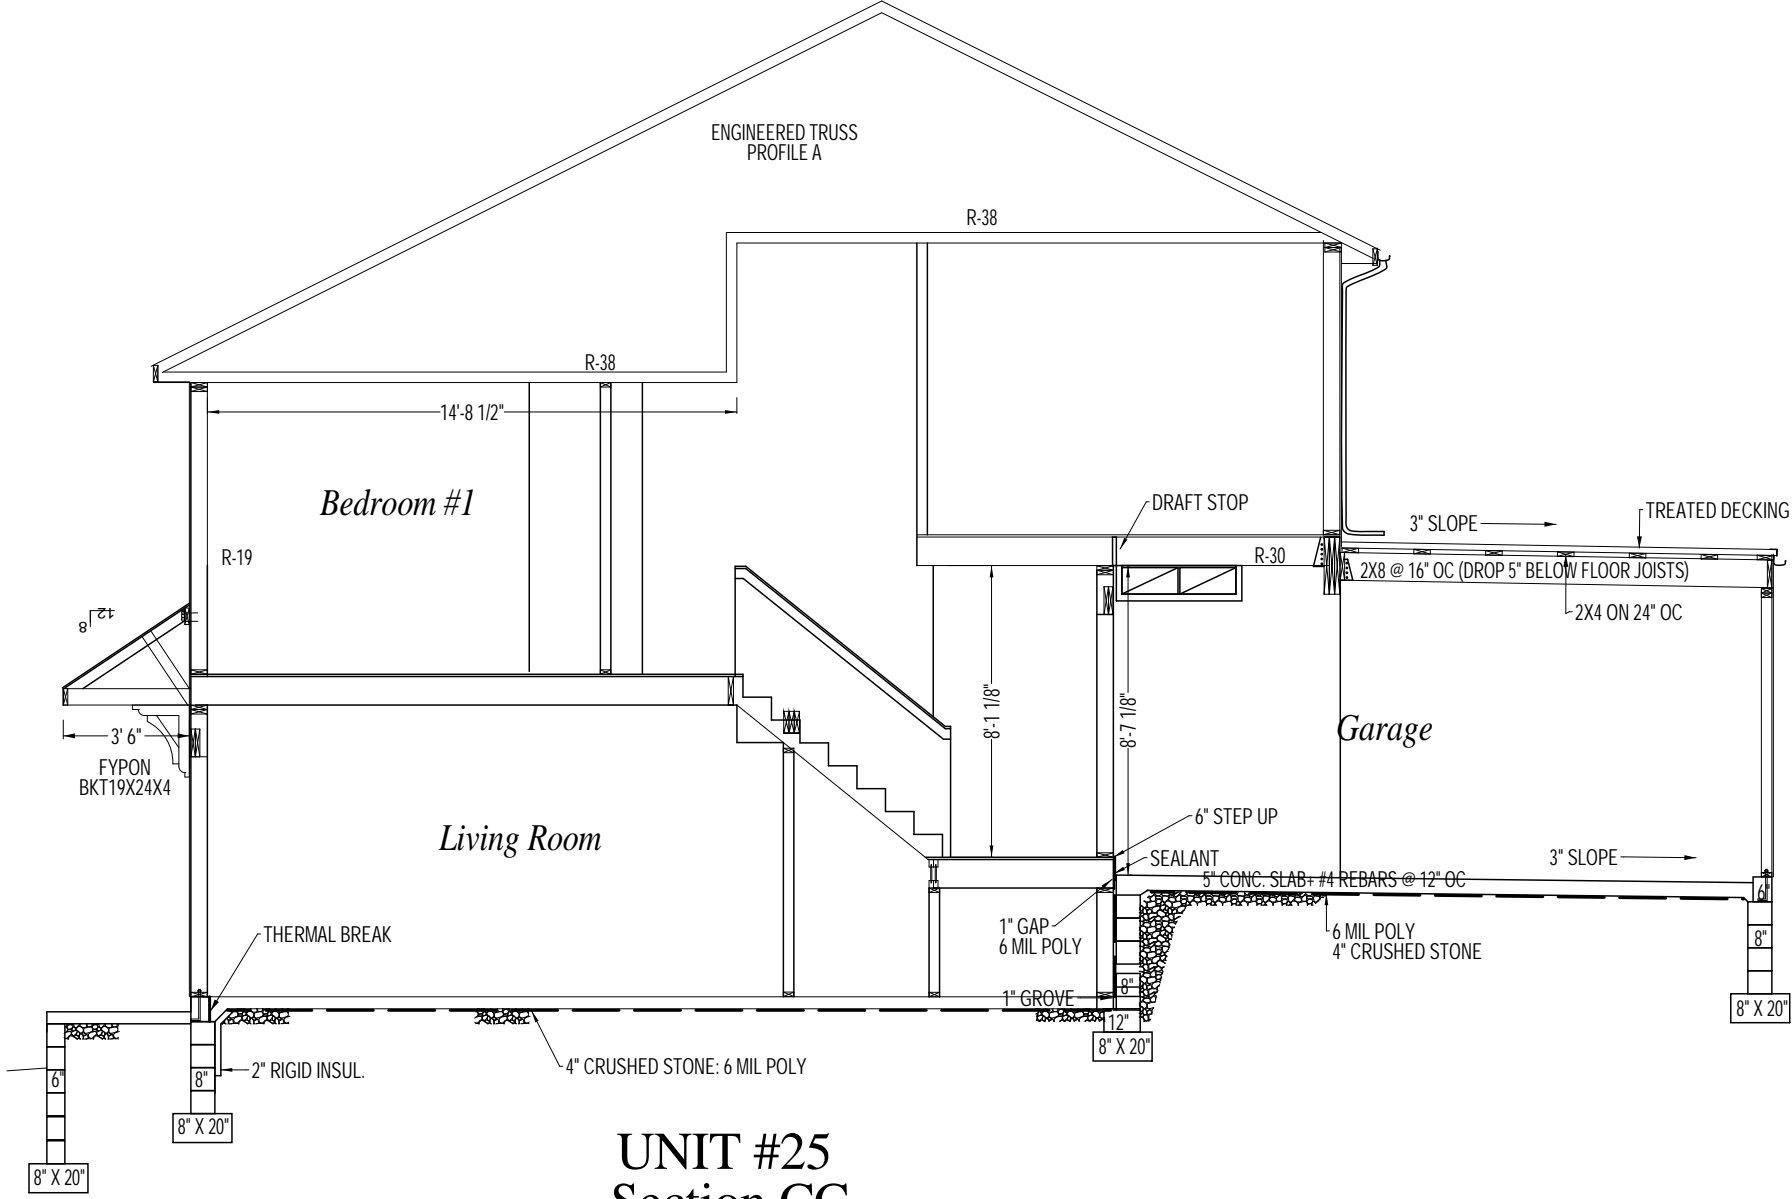 ENGINEERED TRUSS
PROFILE A
R-38
R-38
14'-8 1/2"
Bedroom #1
DRAFT STOP
3" SLOPE
TREATED DECKING
R-19
R-30
2X8 @ 16" OC (DROP 5" BELOW FLOOR JOISTS)
12
8
2X4 ON 24" OC
8'-1 1/8"
8'-7 1/8"
Garage
3' 6"
FYPON
BKT19X24X4
Living Room
6" STEP UP
SEALANT
3" SLOPE
5" CONC. SLAB+ #4 REBARS @ 12" OC
6"
1" GAP
6 MIL POLY
6 MIL POLY
4" CRUSHED STONE
8"
THERMAL BREAK
8"
1" GROVE
12"
8" X 20"
8" X 20"
4" CRUSHED STONE: 6 MIL POLY
2" RIGID INSUL.
6"
8"
8" X 20"
8" X 20"
UNIT #25
Section CC